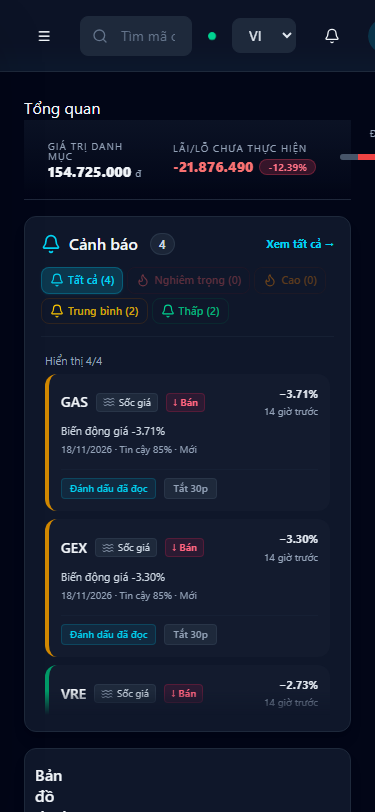 Tìm mã c
VI
Tổng quan
GIÁ TRỊ DANH
MỤC
154.725.000 đ
LÃI/LỖ CHƯA THỰC HIỆN
-21.876.490 -12.39%
Cảnh báo 4
Xem tất cả →
Tất cả (4) Nghiêm trọng (0) Cao (0)
Trung bình (2) Thấp (2)
Hiển thị 4/4
GAS Sốc giá ↓ Bán −3.71%
14 giờ trước
Biến động giá -3.71%
18/11/2026 · Tin cậy 85% · Mới
Đánh dấu đã đọc Tắt 30p
GEX Sốc giá ↓ Bán −3.30%
14 giờ trước
Biến động giá -3.30%
18/11/2026 · Tin cậy 85% · Mới
Đánh dấu đã đọc Tắt 30p
VRE Sốc giá ↓ Bán −2.73%
14 giờ trước
Bản
đồ